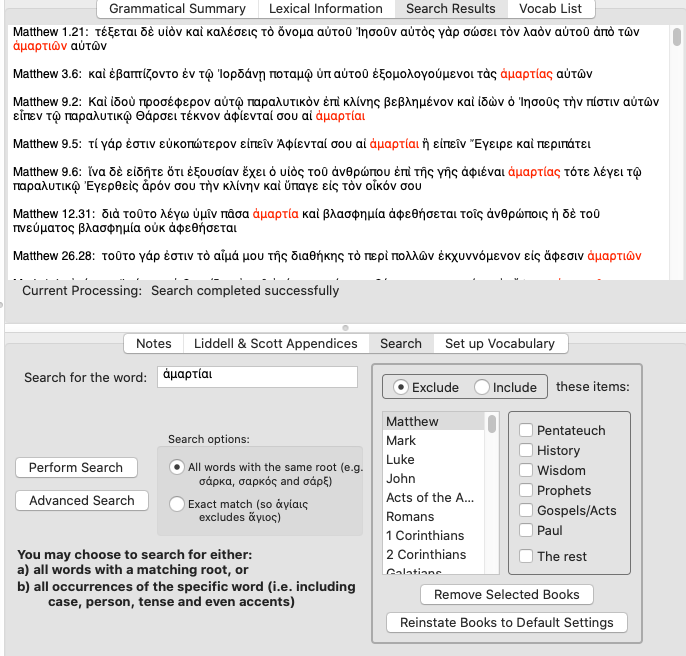 Grammatical Summary
Lexical Information
Search Results
Vocab List
Matthew 1.21: τέξεται δὲ υἱὸν καὶ καλέσεις τὸ ὄνομα αὐτοῦ Ἰησοῦν αὐτὸς γὰρ σώσει τὸν λαὸν αὐτοῦ ἀπὸ τῶν
ἁμαρτιῶν αὐτῶν
Matthew 3.6: καὶ ἐβαπτίζοντο ἐν τῷ Ἰορδάνῃ ποταμῷ ὑπ αὐτοῦ ἐξομολογούμενοι τὰς ἁμαρτίας αὐτῶν
Matthew 9.2: Καὶ ἰδοὺ προσέφερον αὐτῷ παραλυτικὸν ἐπὶ κλίνης βεβλημένον καὶ ἰδὼν ὁ Ἰησοῦς τὴν πίστιν αὐτῶν
εἶπεν τῷ παραλυτικῷ Θάρσει τέκνον ἀφίενταί σου αἱ ἁμαρτίαι
Matthew 9.5: τί γάρ ἐστιν εὐκοπώτερον εἰπεῖν Ἀφίενταί σου αἱ ἁμαρτίαι ἢ εἰπεῖν Ἔγειρε καὶ περιπάτει
Matthew 9.6: ἵνα δὲ εἰδῆτε ὅτι ἐξουσίαν ἔχει ὁ υἱὸς τοῦ ἀνθρώπου ἐπὶ τῆς γῆς ἀφιέναι ἁμαρτίας τότε λέγει τῷ
παραλυτικῷ Ἐγερθεὶς ἆρόν σου τὴν κλίνην καὶ ὕπαγε εἰς τὸν οἶκόν σου
Matthew 12.31: διὰ τοῦτο λέγω ὑμῖν πᾶσα ἁμαρτία καὶ βλασφημία ἀφεθήσεται τοῖς ἀνθρώποις ἡ δὲ τοῦ
πνεύματος βλασφημία οὐκ ἀφεθήσεται
Matthew 26.28: τοῦτο γάρ ἐστιν τὸ αἷμά μου τῆς διαθήκης τὸ περὶ πολλῶν ἐκχυννόμενον εἰς ἄφεσιν ἁμαρτιῶν
Current Processing: Search completed successfully
Notes
Liddell & Scott Appendices
Search
Set up Vocabulary
Search for the word: ἁμαρτίαι
Search options:
All words with the same root (e.g.
σάρκα, σαρκός and σάρξ)
Exact match (so ἁγίαις
excludes ἅγιος)
Perform Search
Advanced Search
You may choose to search for either:
a) all words with a matching root, or
b) all occurrences of the specific word (i.e. including
case, person, tense and even accents)
Exclude
Include
these items:
Matthew
Mark
Luke
John
Acts of the A...
Romans
1 Corinthians
2 Corinthians
Galatians
Pentateuch
History
Wisdom
Prophets
Gospels/Acts
Paul
The rest
Remove Selected Books
Reinstate Books to Default Settings